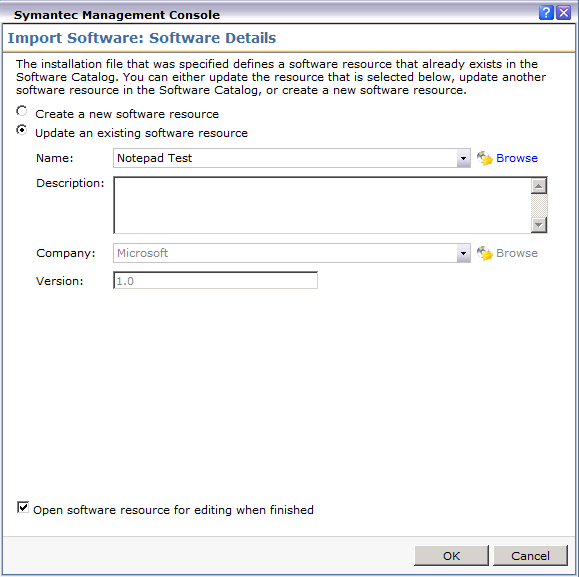 Symantec Management Console
Import Software: Software Details
The installation file that was specified defines a software resource that already exists in the
Software Catalog. You can either update the resource that is selected below, update another
software resource in the Software Catalog, or create a new software resource.
Create a new software resource
Update an existing software resource
Name: Notepad Test Browse
Description:
Company: Microsoft Browse
Version: 1.0
Open software resource for editing when finished
OK Cancel